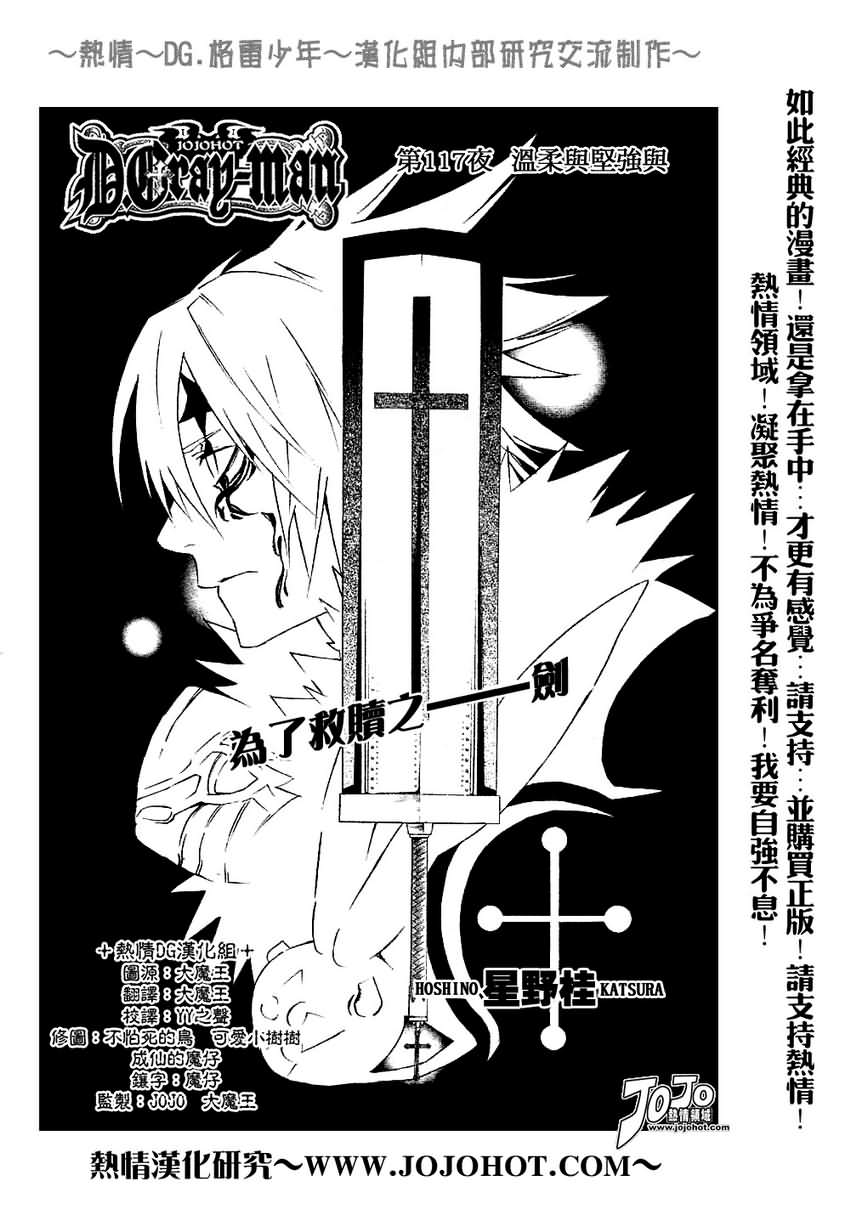 ～熱情～DG.格雷少年～漢化組內部研究交流制作～
JOJOHOT
D.Gray-man
第117夜 溫柔與堅強與
如此經典的漫畫！還是拿在手中…才更有感覺…請支持…並購買正版！請支持熱情！
熱情領域！凝聚熱情！不為爭名奪利！我要自強不息！
為了救贖之——劍
+熱情DG漢化組+
圖源：大魔王
翻譯：大魔王
校譯：YY之聲
修圖：不怕死的鳥 可愛小樹樹
成仙的魔仔
鑲字：魔仔
監製：JOJO 大魔王
HOSHINO 星野桂 KATSURA
JOJO
熱情領域
www.jojohot.com
熱情漢化研究～WWW.JOJOHOT.COM～